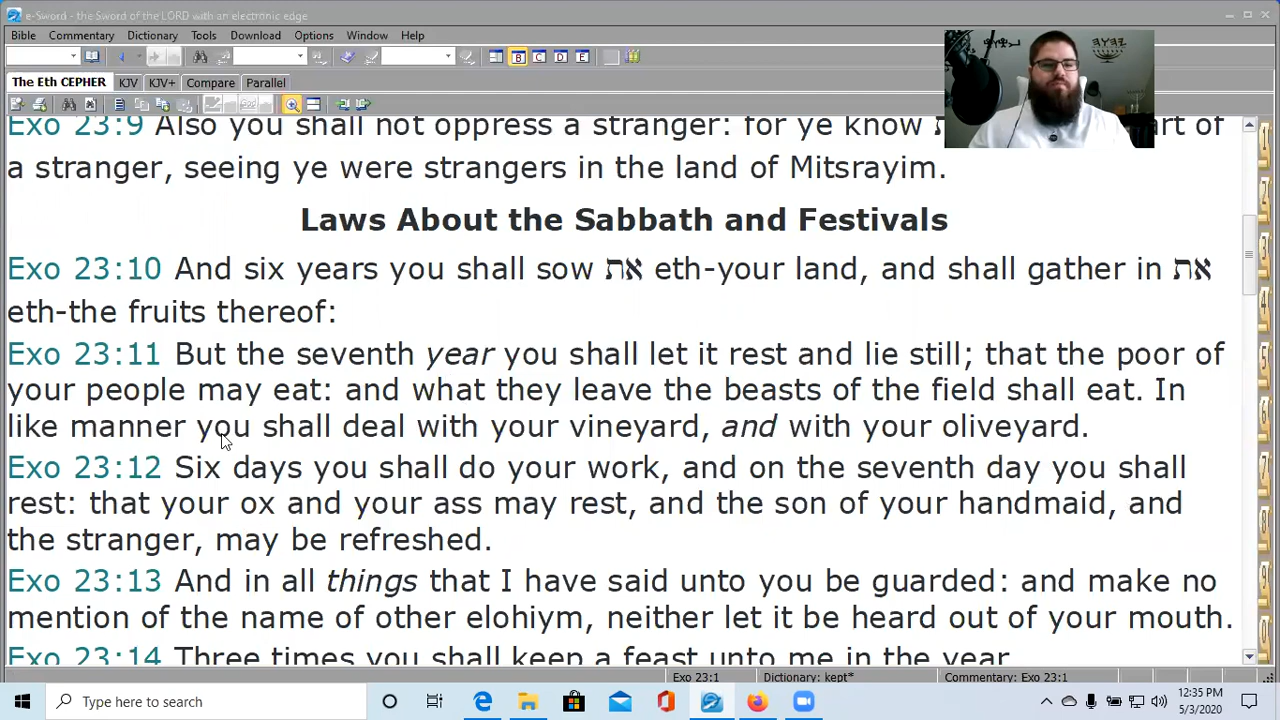 e-Sword - the Sword of the LORD with an electronic edge
Bible Commentary Dictionary Tools Download Options Window Help
B C D E
The Eth CEPHER KJV KJV+ Compare Parallel
Exo 23:9 Also you shall not oppress a stranger: for ye know art of
a stranger, seeing ye were strangers in the land of Mitsrayim.
Laws About the Sabbath and Festivals
Exo 23:10 And six years you shall sow את eth-your land, and shall gather in את
eth-the fruits thereof:
Exo 23:11 But the seventh year you shall let it rest and lie still; that the poor of
your people may eat: and what they leave the beasts of the field shall eat. In
like manner you shall deal with your vineyard, and with your oliveyard.
Exo 23:12 Six days you shall do your work, and on the seventh day you shall
rest: that your ox and your ass may rest, and the son of your handmaid, and
the stranger, may be refreshed.
Exo 23:13 And in all things that I have said unto you be guarded: and make no
mention of the name of other elohiym, neither let it be heard out of your mouth.
Exo 23:14 Three times you shall keep a feast unto me in the year.
Exo 23:1 Dictionary: kept* Commentary: Exo 23:1
Type here to search
12:35 PM
5/3/2020